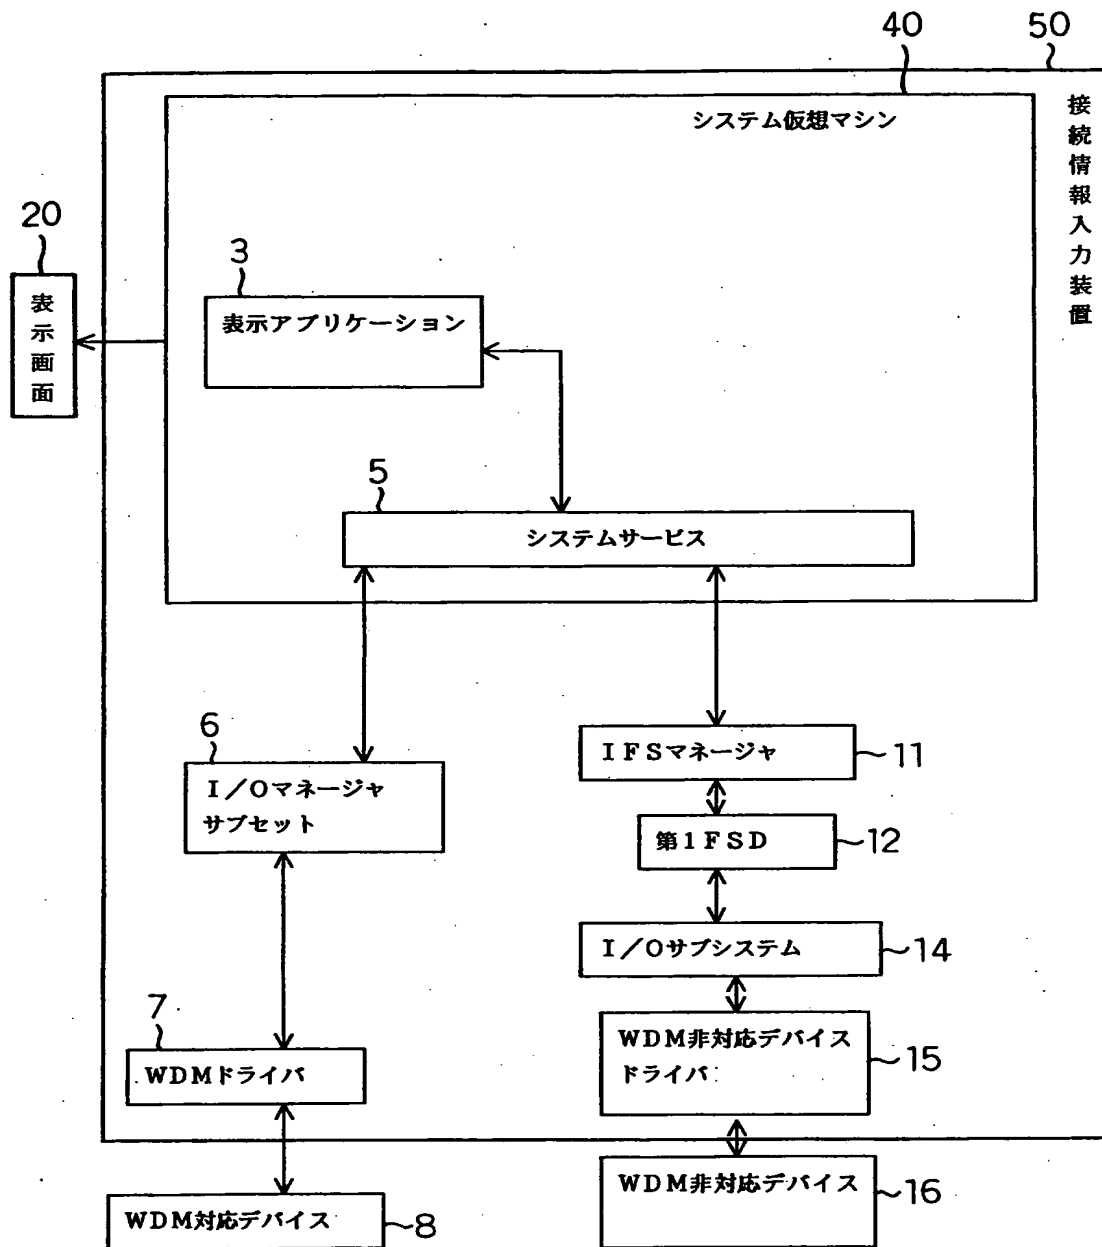 40
50
システム仮想マシン
接続情報入力装置
20
表示画面
3
表示アプリケーション
5
システムサービス
6
I/Oマネージャ
サブセット
IFSマネージャ
11
第1FSD
12
I/Oサブシステム
14
7
WDMドライバ
WDM非対応デバイス
ドライバ
15
WDM対応デバイス
8
WDM非対応デバイス
16